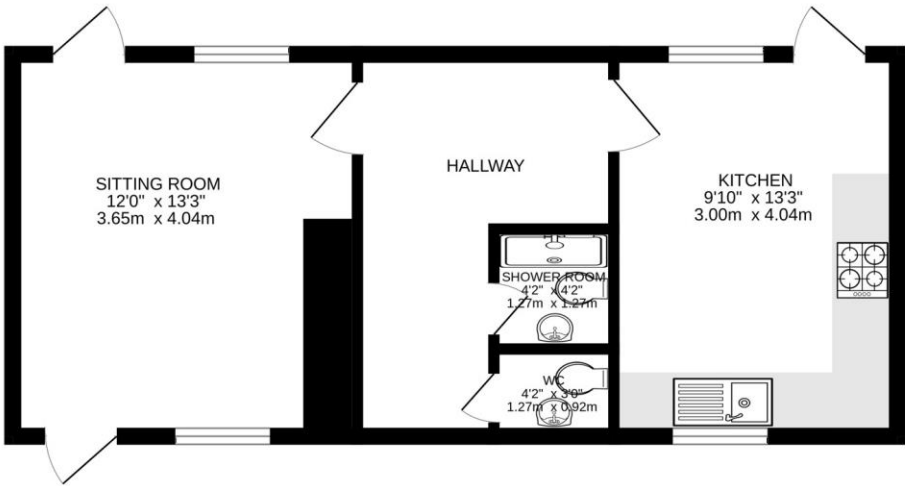 SITTING ROOM
12'0" x 13'3"
3.65m x 4.04m
HALLWAY
KITCHEN
9'10" x 13'3"
3.00m x 4.04m
SHOWER ROOM
4'2" x 4'2"
1.27m x 1.27m
WC
4'2" x 3'0"
1.27m x 0.92m